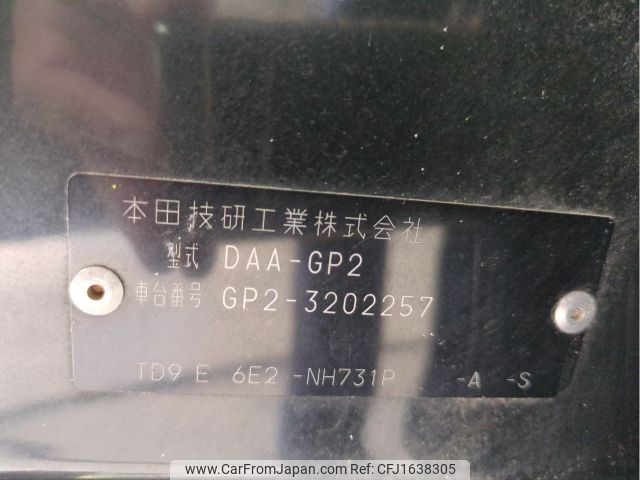 本田技研工業株式会社
型式 DAA-GP2
車台番号 GP2-3202257
TD9 E 6E2 -NH731P -A -S
www.CarFromJapan.com | Ref No: CFJ1638305